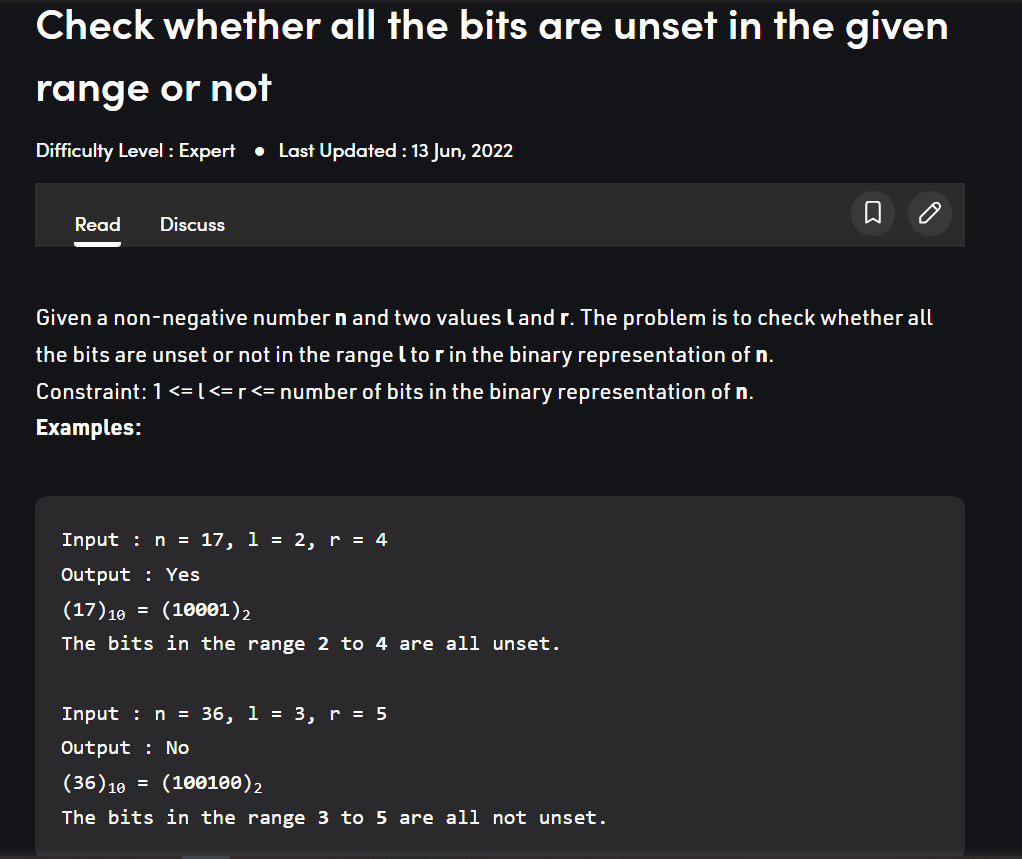 Check whether all the bits are unset in the given
range or not
Difficulty Level : Expert ● Last Updated : 13 Jun, 2022
Read Discuss
Given a non-negative number n and two values l and r. The problem is to check whether all
the bits are unset or not in the range l to r in the binary representation of n.
Constraint: 1 <= l <= r <= number of bits in the binary representation of n.
Examples:
Input : n = 17, l = 2, r = 4
Output : Yes
(17)₁₀ = (10001)₂
The bits in the range 2 to 4 are all unset.
Input : n = 36, l = 3, r = 5
Output : No
(36)₁₀ = (100100)₂
The bits in the range 3 to 5 are all not unset.